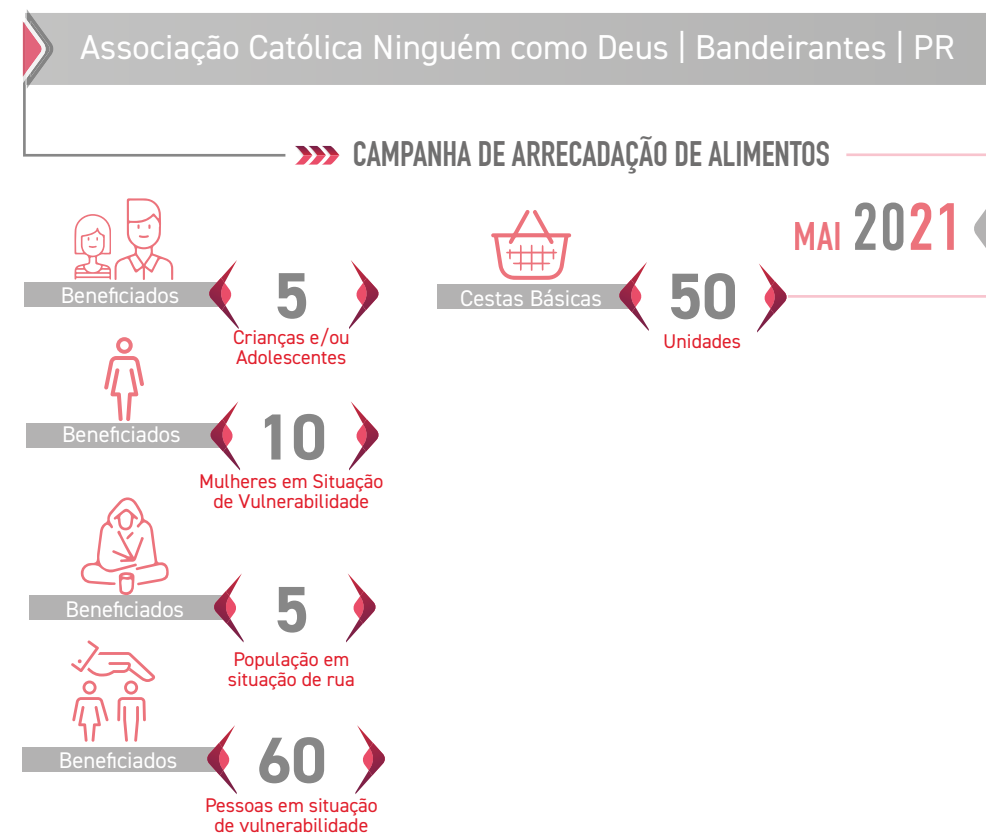 Associação Católica Ninguém como Deus | Bandeirantes | PR
CAMPANHA DE ARRECADAÇÃO DE ALIMENTOS
MAI 2021
Beneficiados
5
Crianças e/ou
Adolescentes
Cestas Básicas
50
Unidades
Beneficiados
10
Mulheres em Situação
de Vulnerabilidade
Beneficiados
5
População em
situação de rua
Beneficiados
60
Pessoas em situação
de vulnerabilidade